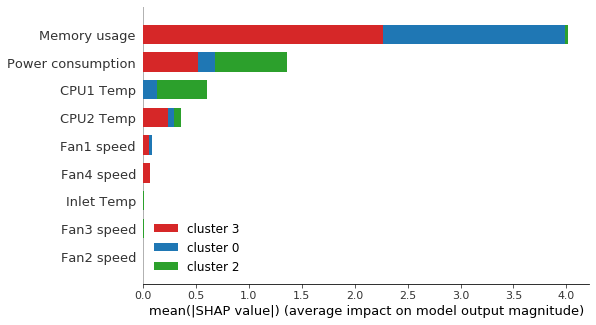 Memory usage
Power consumption
CPU1 Temp
CPU2 Temp
Fan1 speed
Fan4 speed
Inlet Temp
Fan3 speed
Fan2 speed
cluster 3
cluster 0
cluster 2
0.0 0.5 1.0 1.5 2.0 2.5 3.0 3.5 4.0
mean(|SHAP value|) (average impact on model output magnitude)